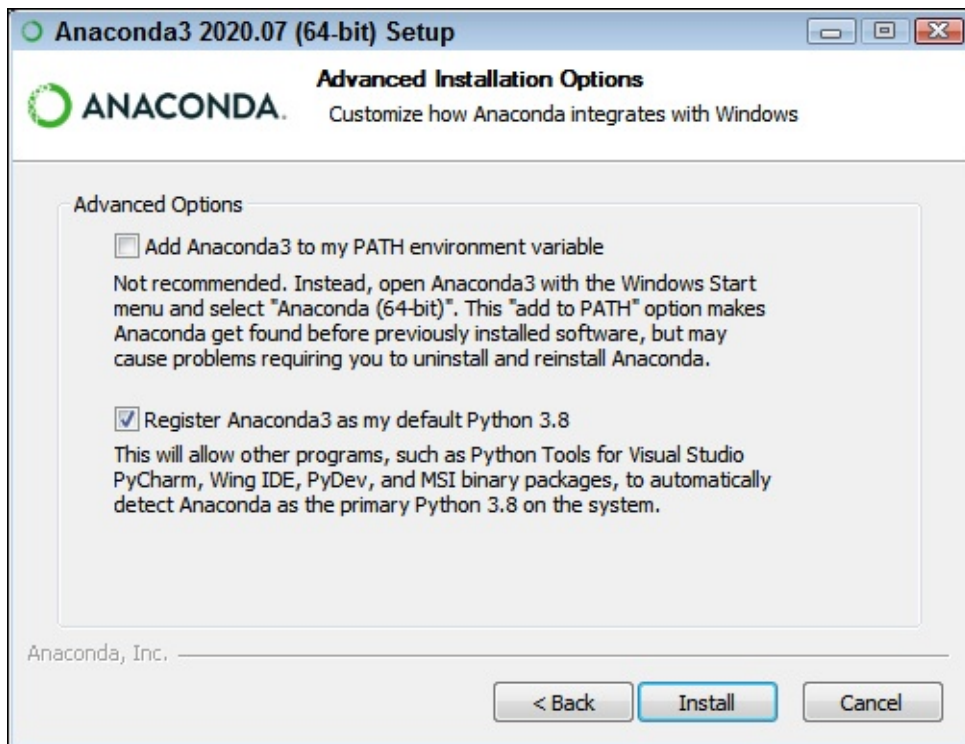 Anaconda3 2020.07 (64-bit) Setup
ANACONDA.
Advanced Installation Options
Customize how Anaconda integrates with Windows
Advanced Options
Add Anaconda3 to my PATH environment variable
Not recommended. Instead, open Anaconda3 with the Windows Start
menu and select "Anaconda (64-bit)". This "add to PATH" option makes
Anaconda get found before previously installed software, but may
cause problems requiring you to uninstall and reinstall Anaconda.
Register Anaconda3 as my default Python 3.8
This will allow other programs, such as Python Tools for Visual Studio
PyCharm, Wing IDE, PyDev, and MSI binary packages, to automatically
detect Anaconda as the primary Python 3.8 on the system.
Anaconda, Inc.
< Back
Install
Cancel